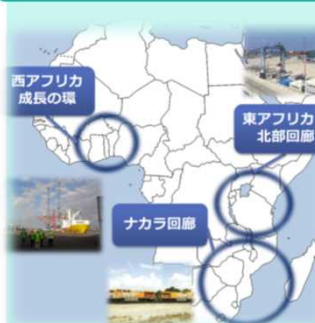 西アフリカ
成長の環
東アフリカ
北部回廊
ナカラ回廊